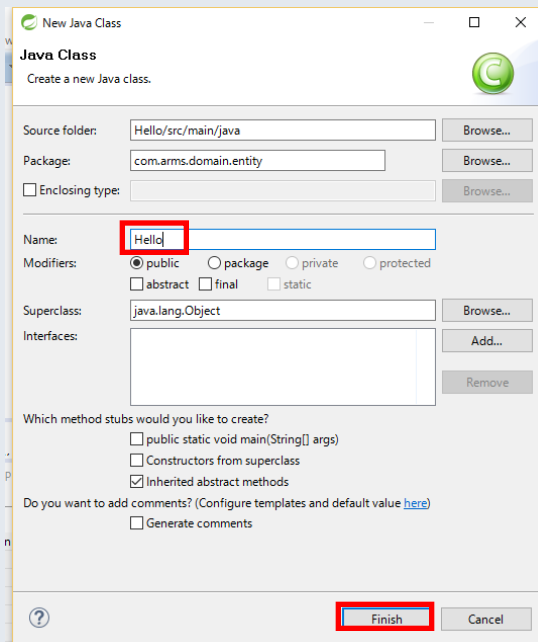 New Java Class
Java Class
Create a new Java class.
C
Source folder: Hello/src/main/java Browse...
Package: com.arms.domain.entity Browse...
Enclosing type: Browse...
Name: Hello
Modifiers: public package private protected
abstract final static
Superclass: java.lang.Object Browse...
Interfaces: Add...
Remove
Which method stubs would you like to create?
public static void main(String[] args)
Constructors from superclass
Inherited abstract methods
Do you want to add comments? (Configure templates and default value here)
Generate comments
? Finish Cancel